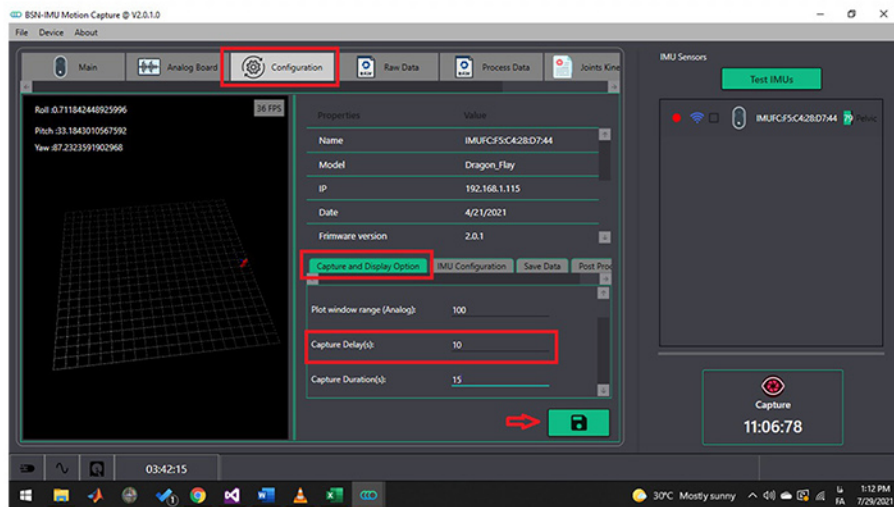 BSN-IMU Motion Capture @ V2.0.1.0
File Device About
Main Analog Board Configuration Raw Data Process Data Joints Kine
Roll :0.711842448925996
Pitch :33.1843010567592
Yaw :87.2323591902968
36 FPS
Properties Value
Name IMUFC:F5:C4:28:D7:44
Model Dragon_Flay
IP 192.168.1.115
Date 4/21/2021
Frimware version 2.0.1
Capture and Display Option IMU Configuration Save Data Post Proc
Plot window range (Analog): 100
Capture Delay(s): 10
Capture Duration(s): 15
IMU Sensors
Test IMUs
IMUFC:F5:C4:28:D7:44 79 Pelvic
Capture
11:06:78
03:42:15
30°C Mostly sunny
فا
FA
1:12 PM
7/29/2021